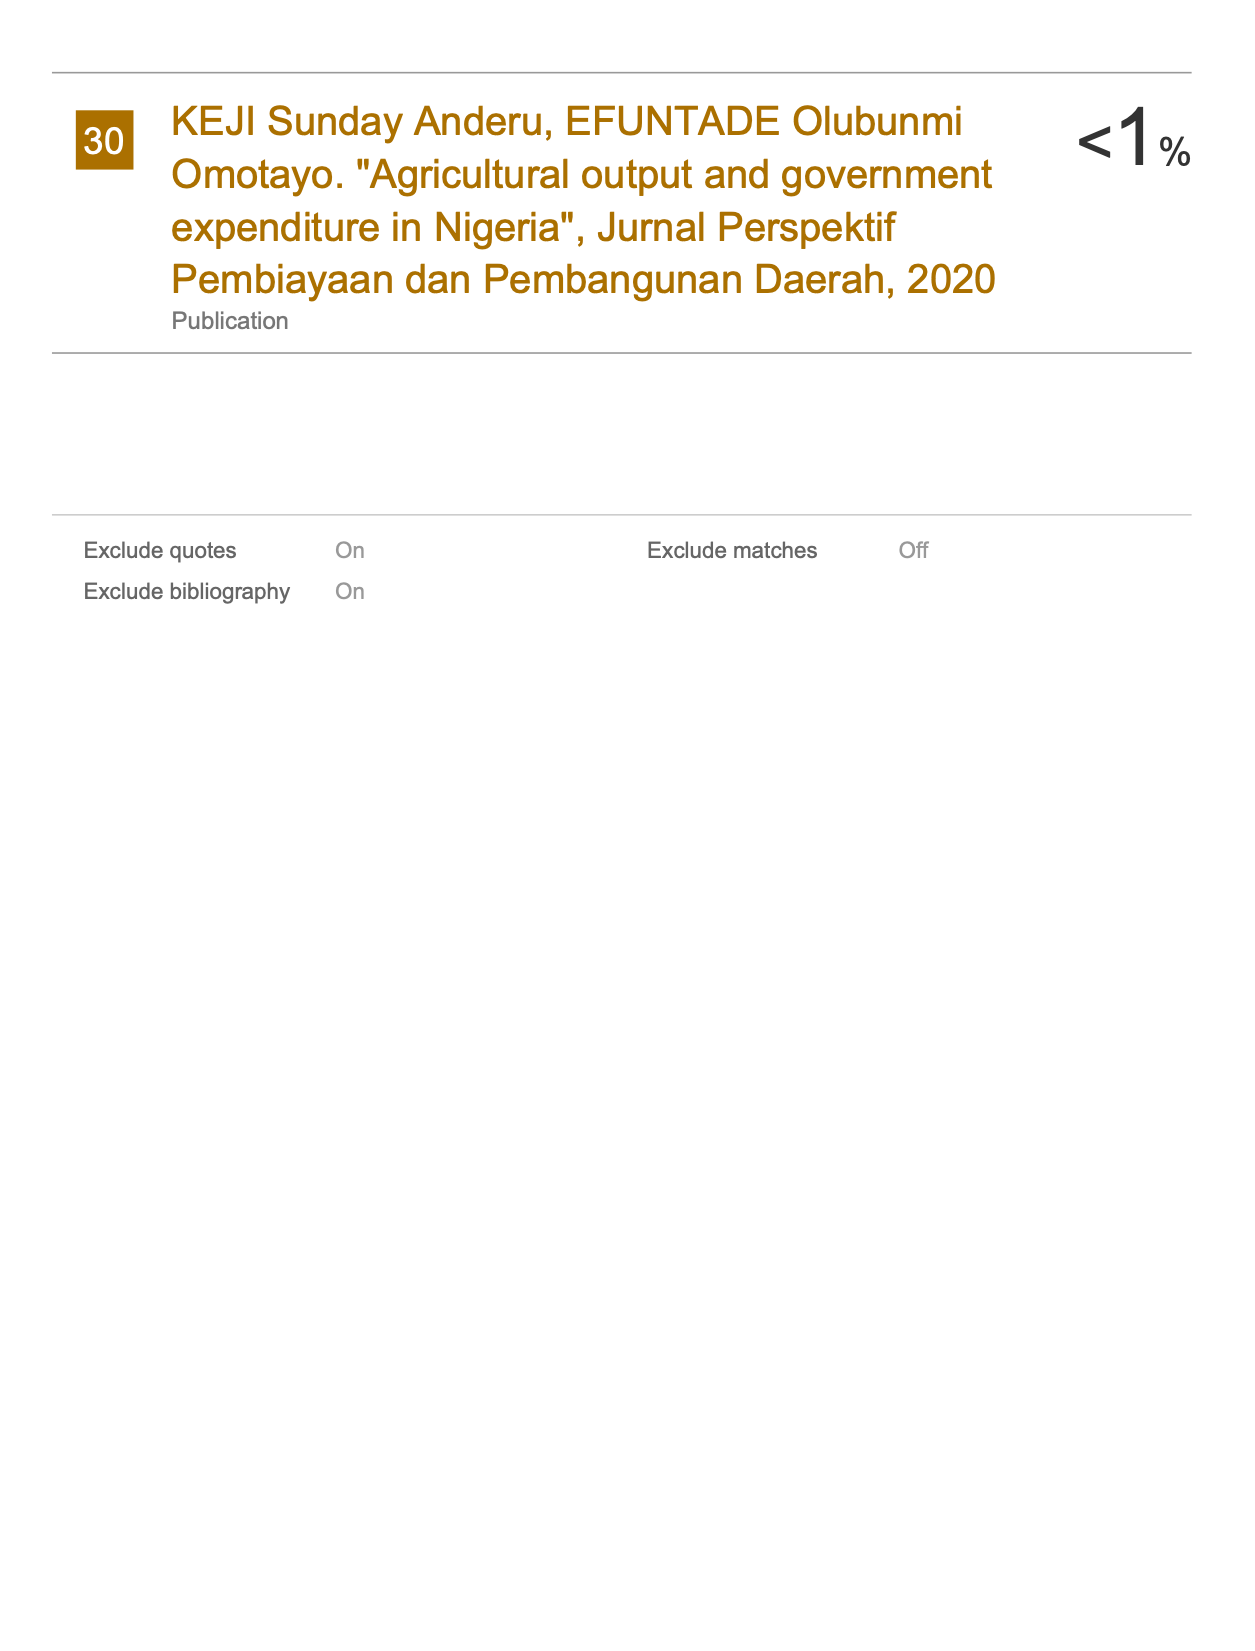 30
KEJI Sunday Anderu, EFUNTADE Olubunmi
Omotayo. "Agricultural output and government
expenditure in Nigeria", Jurnal Perspektif
Pembiayaan dan Pembangunan Daerah, 2020
Publication
<1%
Exclude quotes On Exclude matches Off
Exclude bibliography On